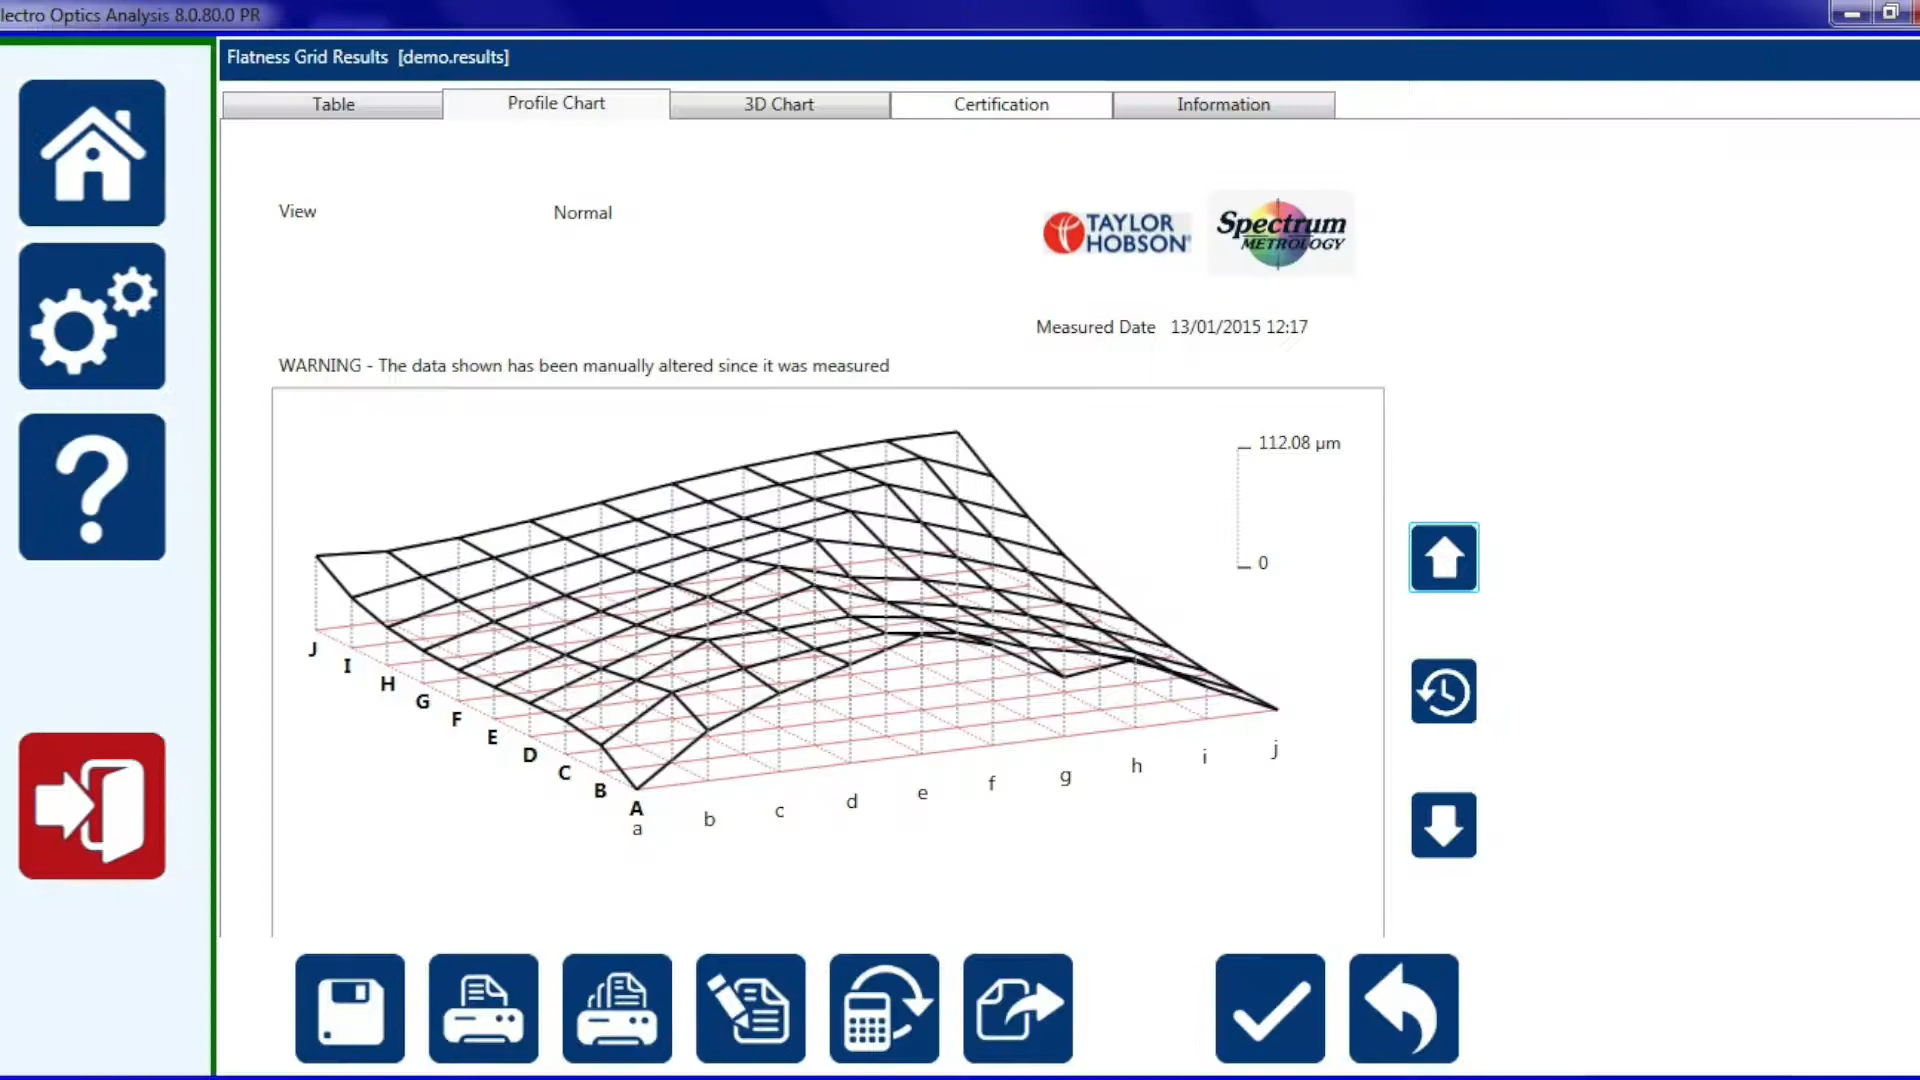 lectro Optics Analysis 8.0.80.0 PR
Flatness Grid Results [demo.results]
Table Profile Chart 3D Chart Certification Information
View Normal
TAYLOR HOBSON
Spectrum METROLOGY
Measured Date 13/01/2015 12:17
WARNING - The data shown has been manually altered since it was measured
112.08 µm
0
J
I
H
G
F
E
D
C
B
A
a
b
c
d
e
f
g
h
i
j